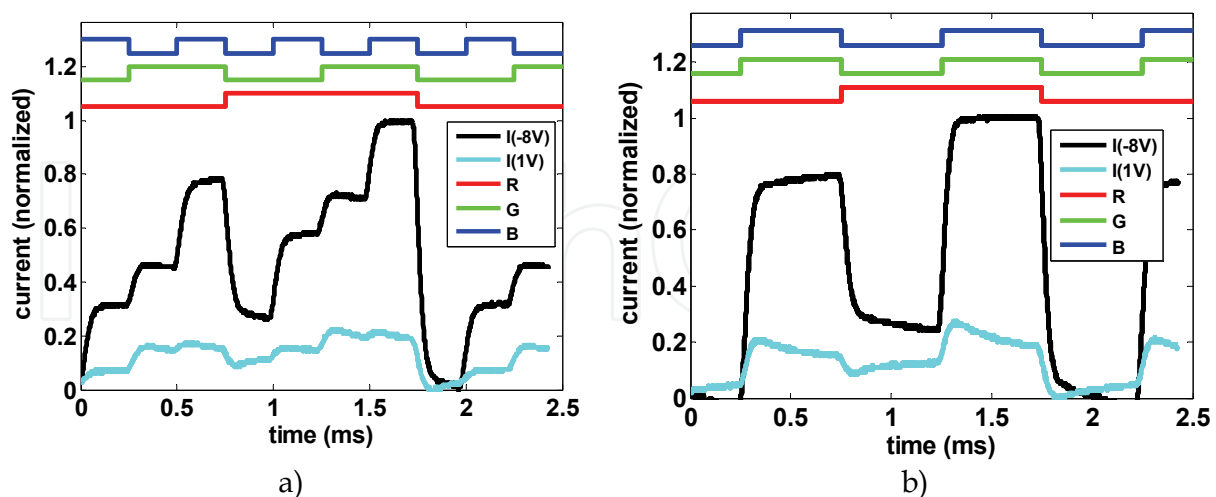 1.2
1
0.8
0.6
0.4
0.2
0
current (normalized)
0 0.5 1 1.5 2 2.5
time (ms)
I(-8V)
I(1V)
R
G
B
a)
1.2
1
0.8
0.6
0.4
0.2
0
current (normalized)
0 0.5 1 1.5 2 2.5
time (ms)
I(-8V)
I(1V)
R
G
B
b)